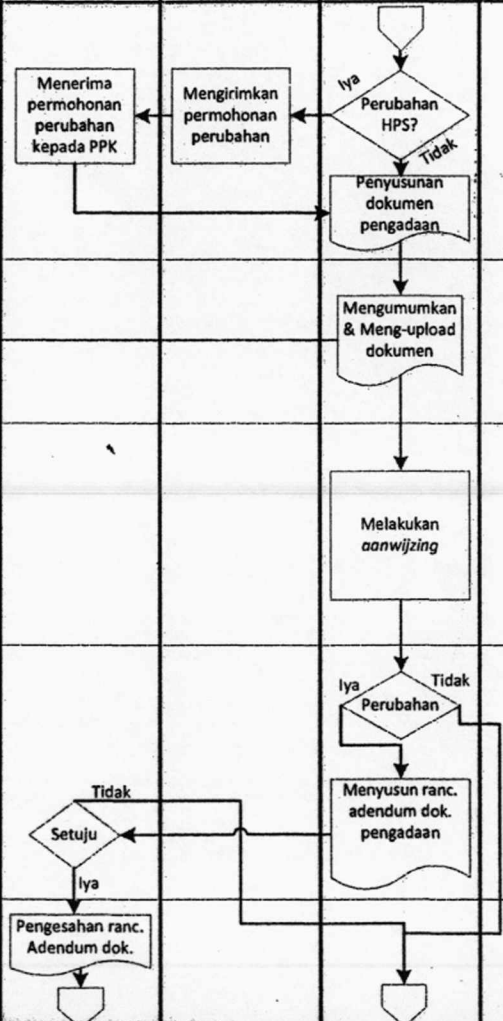 Iya
Perubahan
HPS?
Tidak
Mengirimkan
permohonan
perubahan
Menerima
permohonan
perubahan
kepada PPK
Penyusunan
dokumen
pengadaan
Mengumumkan
& Meng-upload
dokumen
Melakukan
aanwijzing
Iya
Tidak
Perubahan
Menyusun ranc.
adendum dok.
pengadaan
Tidak
Setuju
Iya
Pengesahan ranc.
Adendum dok.